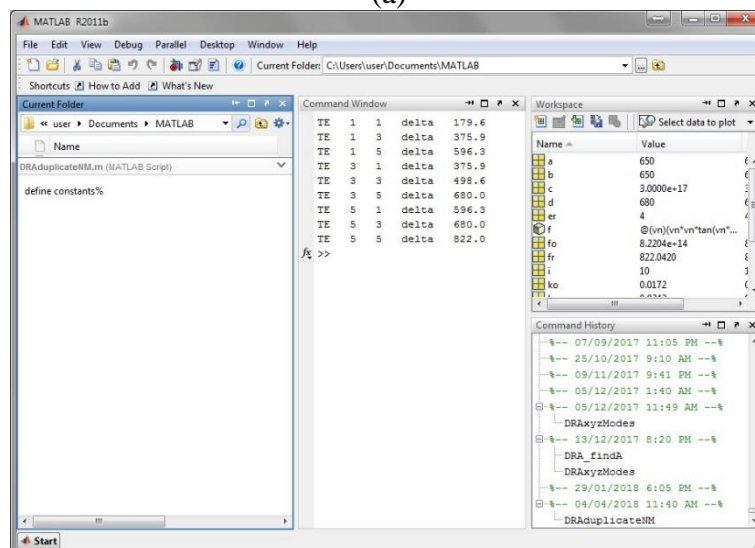 (a)
MATLAB R2011b
File Edit View Debug Parallel Desktop Window Help
Current Folder: C:\Users\user\Documents\MATLAB
Shortcuts How to Add What's New
Current Folder
« user ▸ Documents ▸ MATLAB
Name
DRAduplicateNM.m (MATLAB Script)
define constants%
Command Window
TE 1 1 delta 179.6
TE 1 3 delta 375.9
TE 1 5 delta 596.3
TE 3 1 delta 375.9
TE 3 3 delta 498.6
TE 3 5 delta 680.0
TE 5 1 delta 596.3
TE 5 3 delta 680.0
TE 5 5 delta 822.0
fx >>
Workspace
Select data to plot
Name Value
a 650
b 650
c 3.0000e+17
d 680
er 4
f @(vn)(vn*vn*tan(vn*...
fo 8.2204e+14
fr 822.0420
i 10
ko 0.0172
Command History
%-- 07/09/2017 11:05 PM --%
%-- 25/10/2017 9:10 AM --%
%-- 09/11/2017 9:41 PM --%
%-- 05/12/2017 1:40 AM --%
%-- 05/12/2017 11:49 AM --%
DRAxyzModes
%-- 13/12/2017 8:20 PM --%
DRA_findA
DRAxyzModes
%-- 29/01/2018 6:05 PM --%
%-- 04/04/2018 11:40 AM --%
DRAduplicateNM
Start